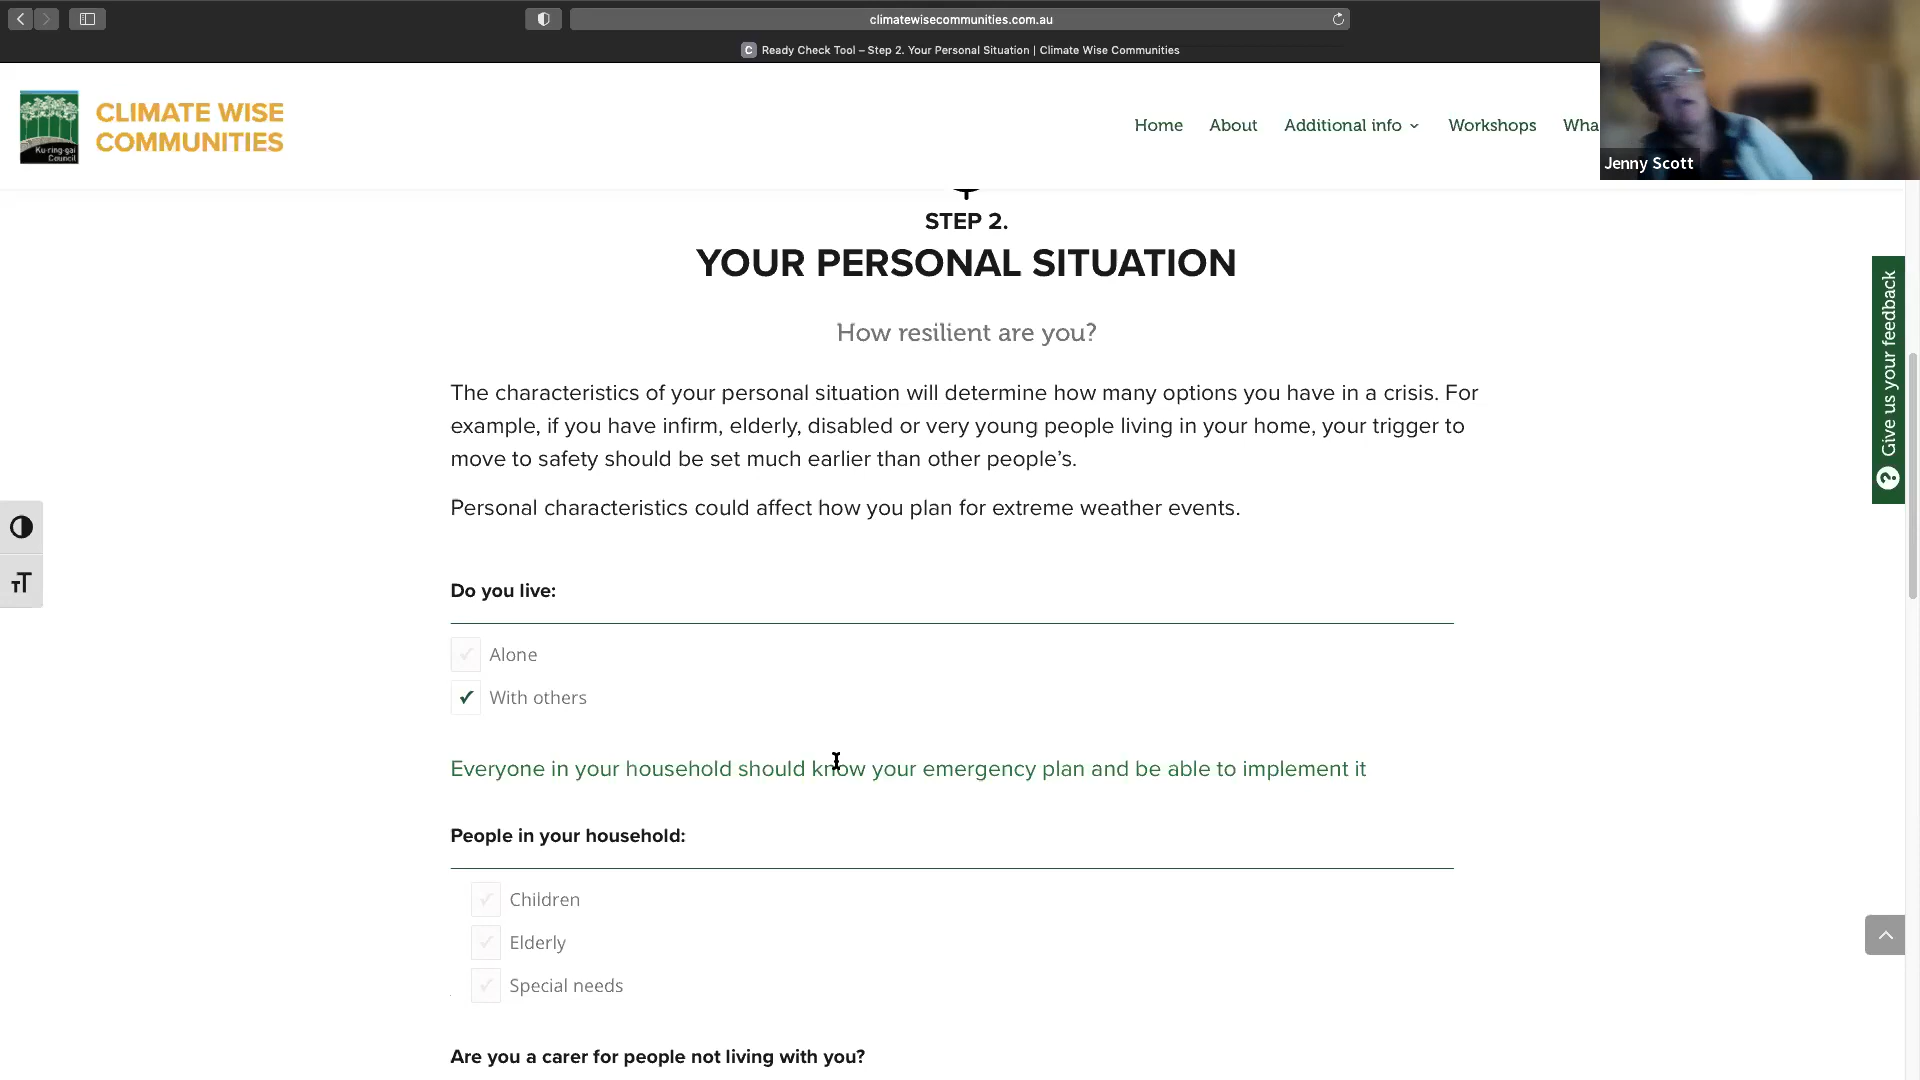 climatewisecommunities.com.au
C Ready Check Tool – Step 2. Your Personal Situation | Climate Wise Communities
Ku-ring-gai
Council
CLIMATE WISE
COMMUNITIES
Home About Additional info Workshops Wha
Jenny Scott
STEP 2.
YOUR PERSONAL SITUATION
How resilient are you?
The characteristics of your personal situation will determine how many options you have in a crisis. For
example, if you have infirm, elderly, disabled or very young people living in your home, your trigger to
move to safety should be set much earlier than other people’s.
Personal characteristics could affect how you plan for extreme weather events.
Give us your feedback
Do you live:
Alone
With others
Everyone in your household should know your emergency plan and be able to implement it
People in your household:
Children
Elderly
Special needs
Are you a carer for people not living with you?